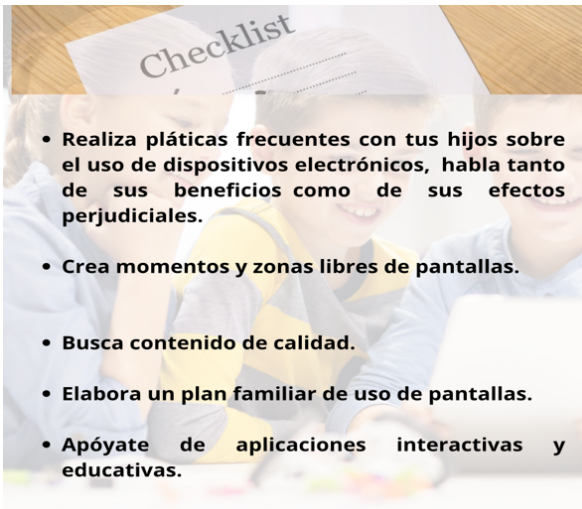 Checklist
• Realiza pláticas frecuentes con tus hijos sobre
el uso de dispositivos electrónicos, habla tanto
de sus beneficios como de sus efectos
perjudiciales.
• Crea momentos y zonas libres de pantallas.
• Busca contenido de calidad.
• Elabora un plan familiar de uso de pantallas.
• Apóyate de aplicaciones interactivas y
educativas.